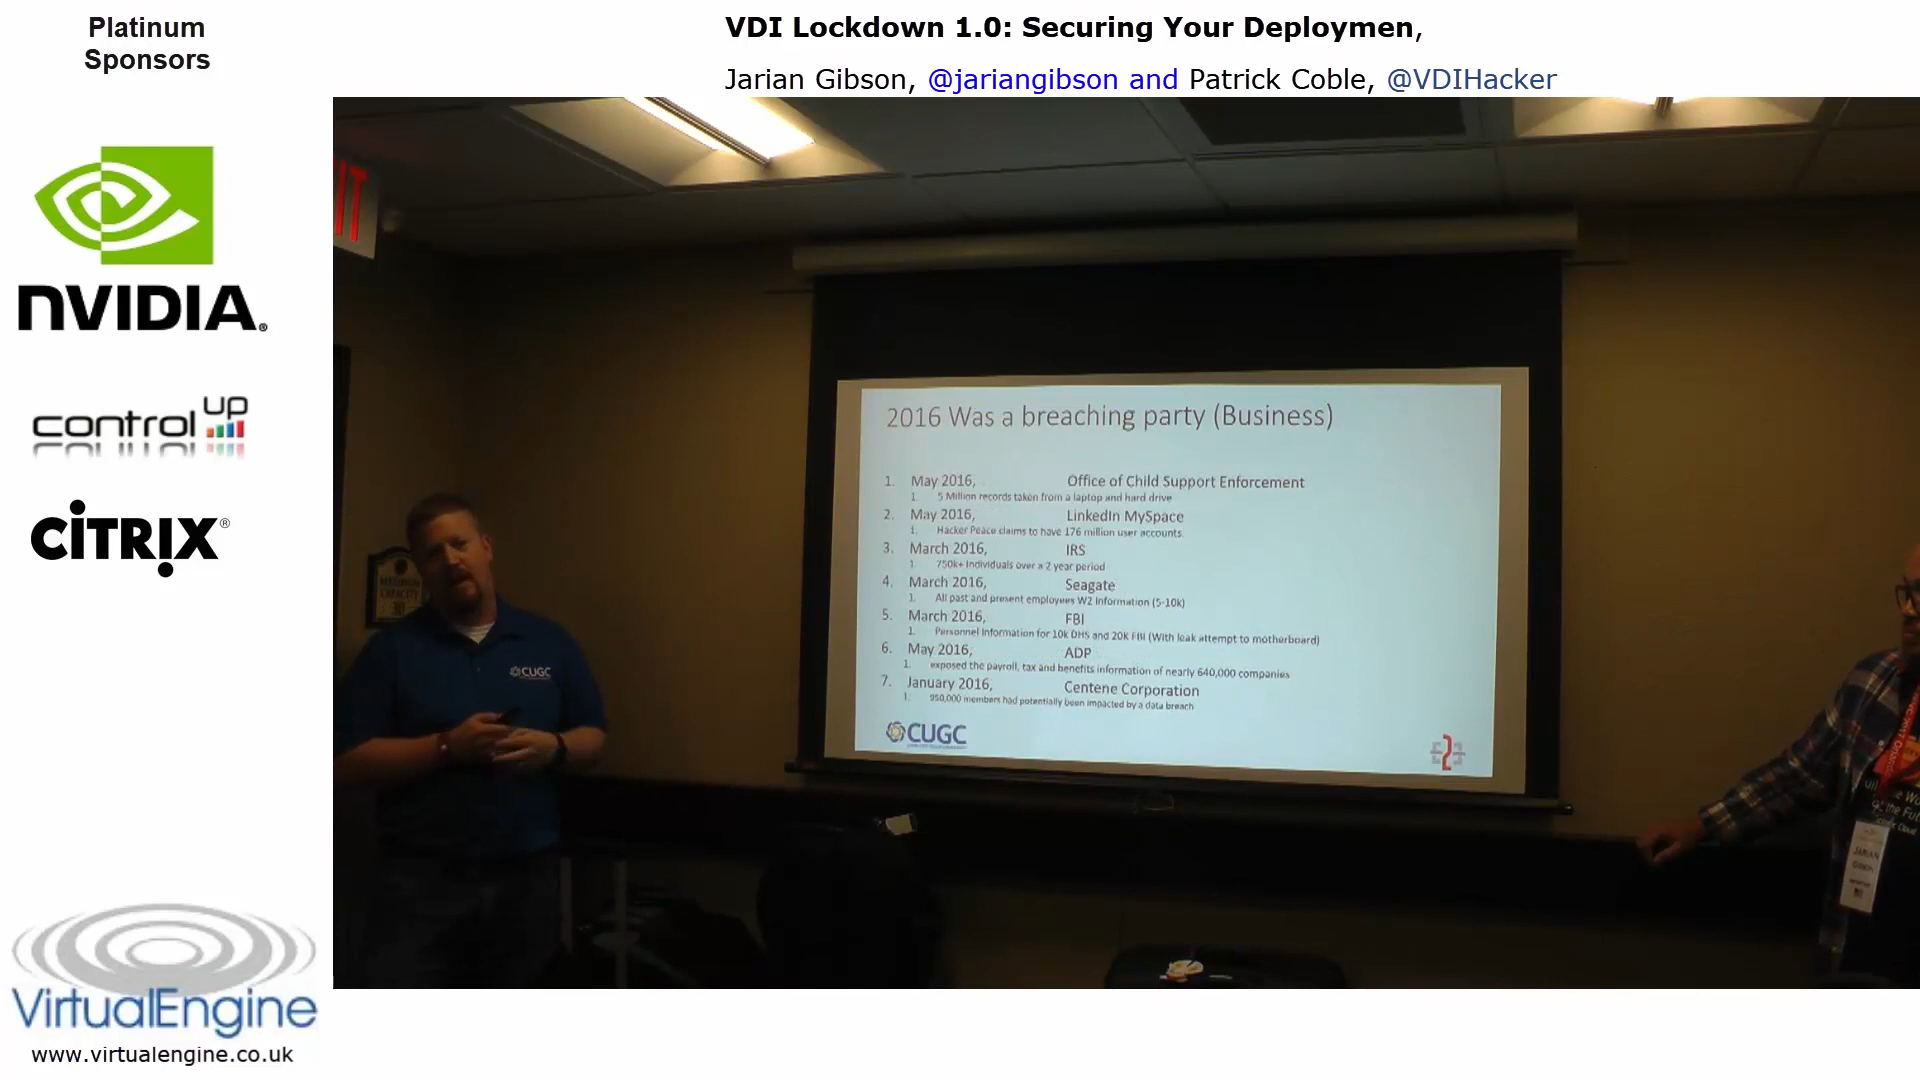 Platinum
Sponsors
VDI Lockdown 1.0: Securing Your Deploymen,
Jarian Gibson, @jariangibson and Patrick Coble, @VDIHacker
NVIDIA®
control UP
CİTRIX®
VirtualEngine
www.virtualengine.co.uk
IT
2016 Was a breaching party (Business)
1. May 2016, Office of Child Support Enforcement
1. 5 Million records taken from a laptop and hard drive
2. May 2016, LinkedIn MySpace
1. Hacker Peace claims to have 176 million user accounts.
3. March 2016, IRS
1. 750k+ Individuals over a 2 year period
4. March 2016, Seagate
1. All past and present employees W2 Information (5-10k)
5. March 2016, FBI
1. Personnel Information for 10k DHS and 20K FBI (With leak attempt to motherboard)
6. May 2016, ADP
1. exposed the payroll, tax and benefits information of nearly 640,000 companies
7. January 2016, Centene Corporation
1. 950,000 members had potentially been impacted by a data breach
CUGC
CUGC
JARIAN
GIBSON